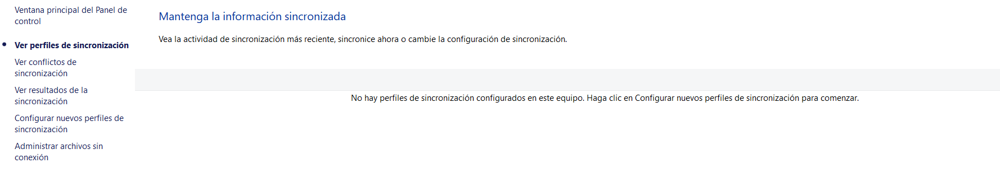 Ventana principal del Panel de
control
Ver perfiles de sincronización
Ver conflictos de
sincronización
Ver resultados de la
sincronización
Configurar nuevos perfiles de
sincronización
Administrar archivos sin
conexión
Mantenga la información sincronizada
Vea la actividad de sincronización más reciente, sincronice ahora o cambie la configuración de sincronización.
No hay perfiles de sincronización configurados en este equipo. Haga clic en Configurar nuevos perfiles de sincronización para comenzar.